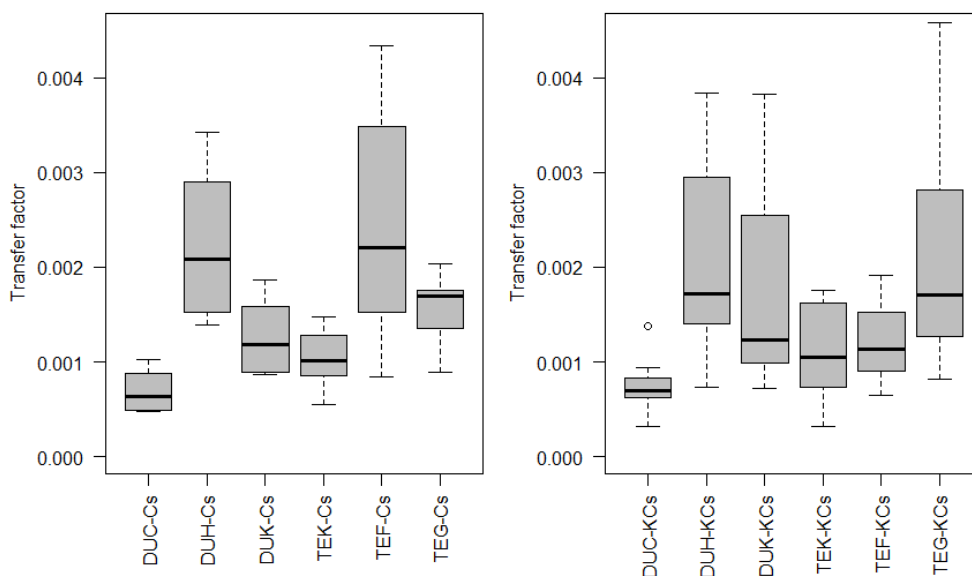 Transfer factor
0.004
0.003
0.002
0.001
0.000
DUC-Cs
DUH-Cs
DUK-Cs
TEK-Cs
TEF-Cs
TEG-Cs
Transfer factor
0.004
0.003
0.002
0.001
0.000
DUC-KCs
DUH-KCs
DUK-KCs
TEK-KCs
TEF-KCs
TEG-KCs